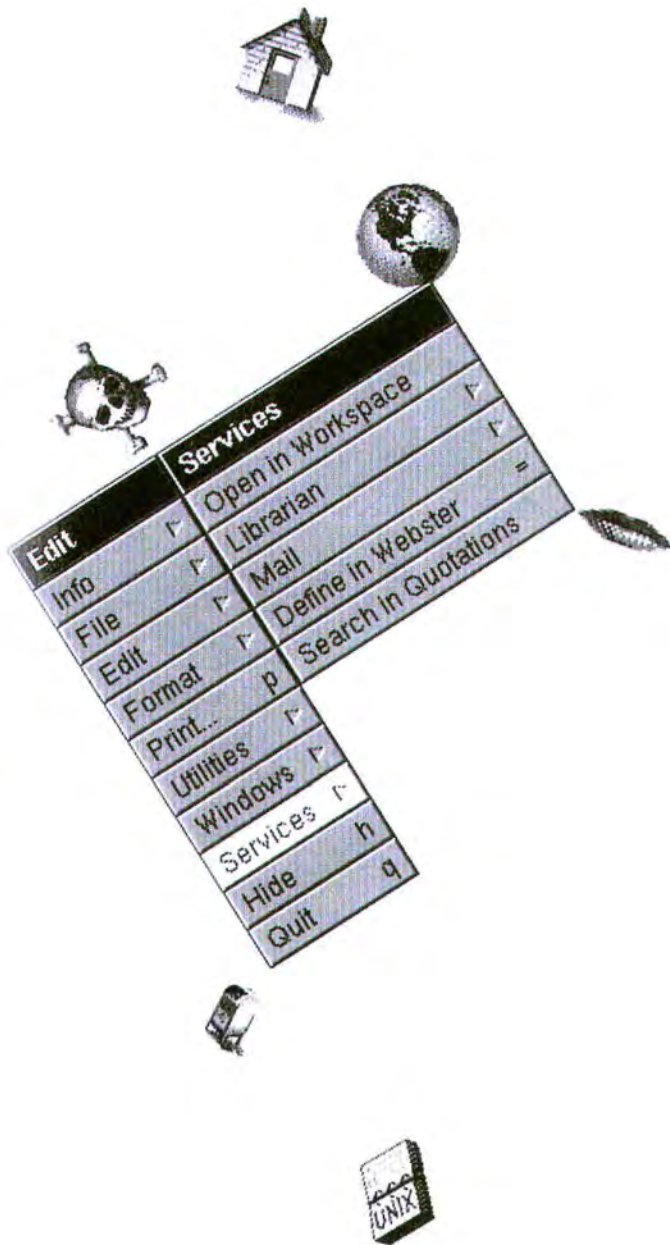 Edit
Info
File
Edit
Format
Print... p
Utilities
Windows
Services
Hide h
Quit q
Services
Open in Workspace
Librarian
Mail
Define in Webster =
Search in Quotations
UNIX